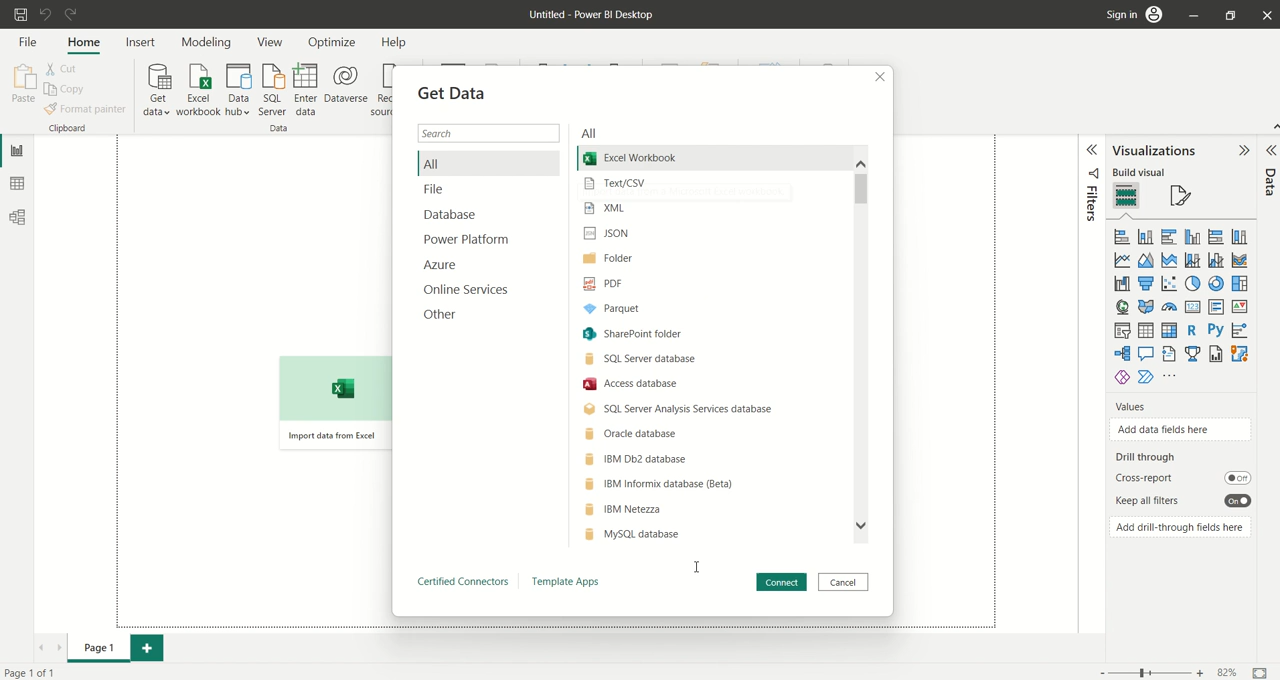 Untitled - Power BI Desktop
Sign in
File Home Insert Modeling View Optimize Help
Paste
Cut
Copy
Format painter
Clipboard
Get data
Excel workbook
Data hub
SQL Server
Enter data
Dataverse
Data
Get Data
Search
All
File
Database
Power Platform
Azure
Online Services
Other
All
Excel Workbook
Text/CSV
XML
JSON
Folder
PDF
Parquet
SharePoint folder
SQL Server database
Access database
SQL Server Analysis Services database
Oracle database
IBM Db2 database
IBM Informix database (Beta)
IBM Netezza
MySQL database
Certified Connectors
Template Apps
Connect
Cancel
Import data from Excel
Filters
Visualizations
Build visual
R
Py
123
Values
Add data fields here
Drill through
Cross-report
Off
Keep all filters
On
Add drill-through fields here
Data
Page 1
Page 1 of 1
82%